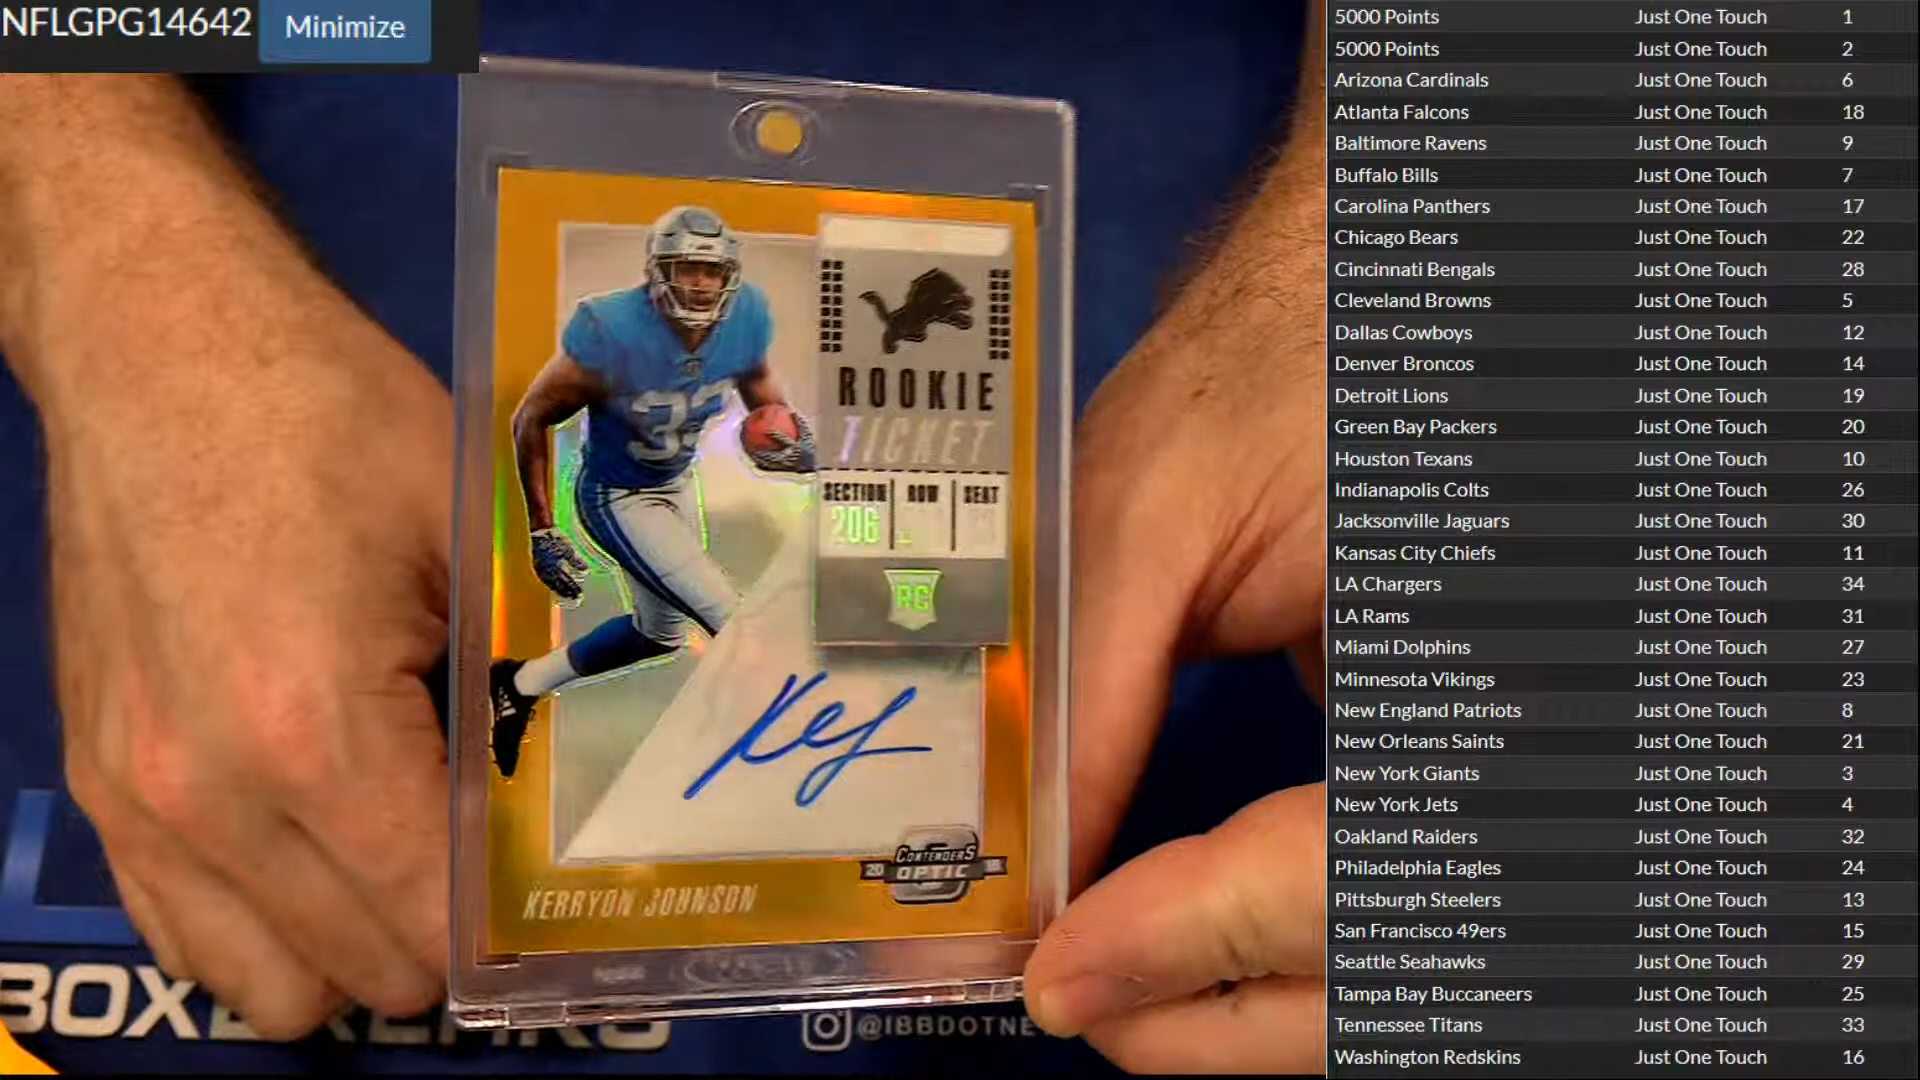 NFLGPG14642 Minimize
33
ROOKIE
TICKET
SECTION ROW SEAT
206
RC
20 CONTENDERS 18
OPTIC
KERRYON JOHNSON
@IBBDOTNE
5000 Points Just One Touch 1
5000 Points Just One Touch 2
Arizona Cardinals Just One Touch 6
Atlanta Falcons Just One Touch 18
Baltimore Ravens Just One Touch 9
Buffalo Bills Just One Touch 7
Carolina Panthers Just One Touch 17
Chicago Bears Just One Touch 22
Cincinnati Bengals Just One Touch 28
Cleveland Browns Just One Touch 5
Dallas Cowboys Just One Touch 12
Denver Broncos Just One Touch 14
Detroit Lions Just One Touch 19
Green Bay Packers Just One Touch 20
Houston Texans Just One Touch 10
Indianapolis Colts Just One Touch 26
Jacksonville Jaguars Just One Touch 30
Kansas City Chiefs Just One Touch 11
LA Chargers Just One Touch 34
LA Rams Just One Touch 31
Miami Dolphins Just One Touch 27
Minnesota Vikings Just One Touch 23
New England Patriots Just One Touch 8
New Orleans Saints Just One Touch 21
New York Giants Just One Touch 3
New York Jets Just One Touch 4
Oakland Raiders Just One Touch 32
Philadelphia Eagles Just One Touch 24
Pittsburgh Steelers Just One Touch 13
San Francisco 49ers Just One Touch 15
Seattle Seahawks Just One Touch 29
Tampa Bay Buccaneers Just One Touch 25
Tennessee Titans Just One Touch 33
Washington Redskins Just One Touch 16